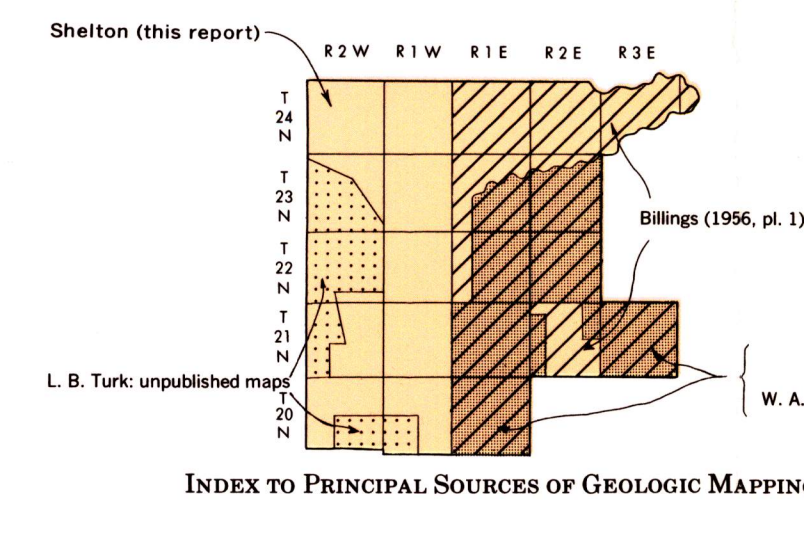 Shelton (this report)
R2W R1W R1E R2E R3E
T
24
N
T
23
N
Billings (1956, pl. 1)
T
22
N
T
21
N
L. B. Turk: unpublished maps
T
20
N
W. A.
INDEX TO PRINCIPAL SOURCES OF GEOLOGIC MAPPING